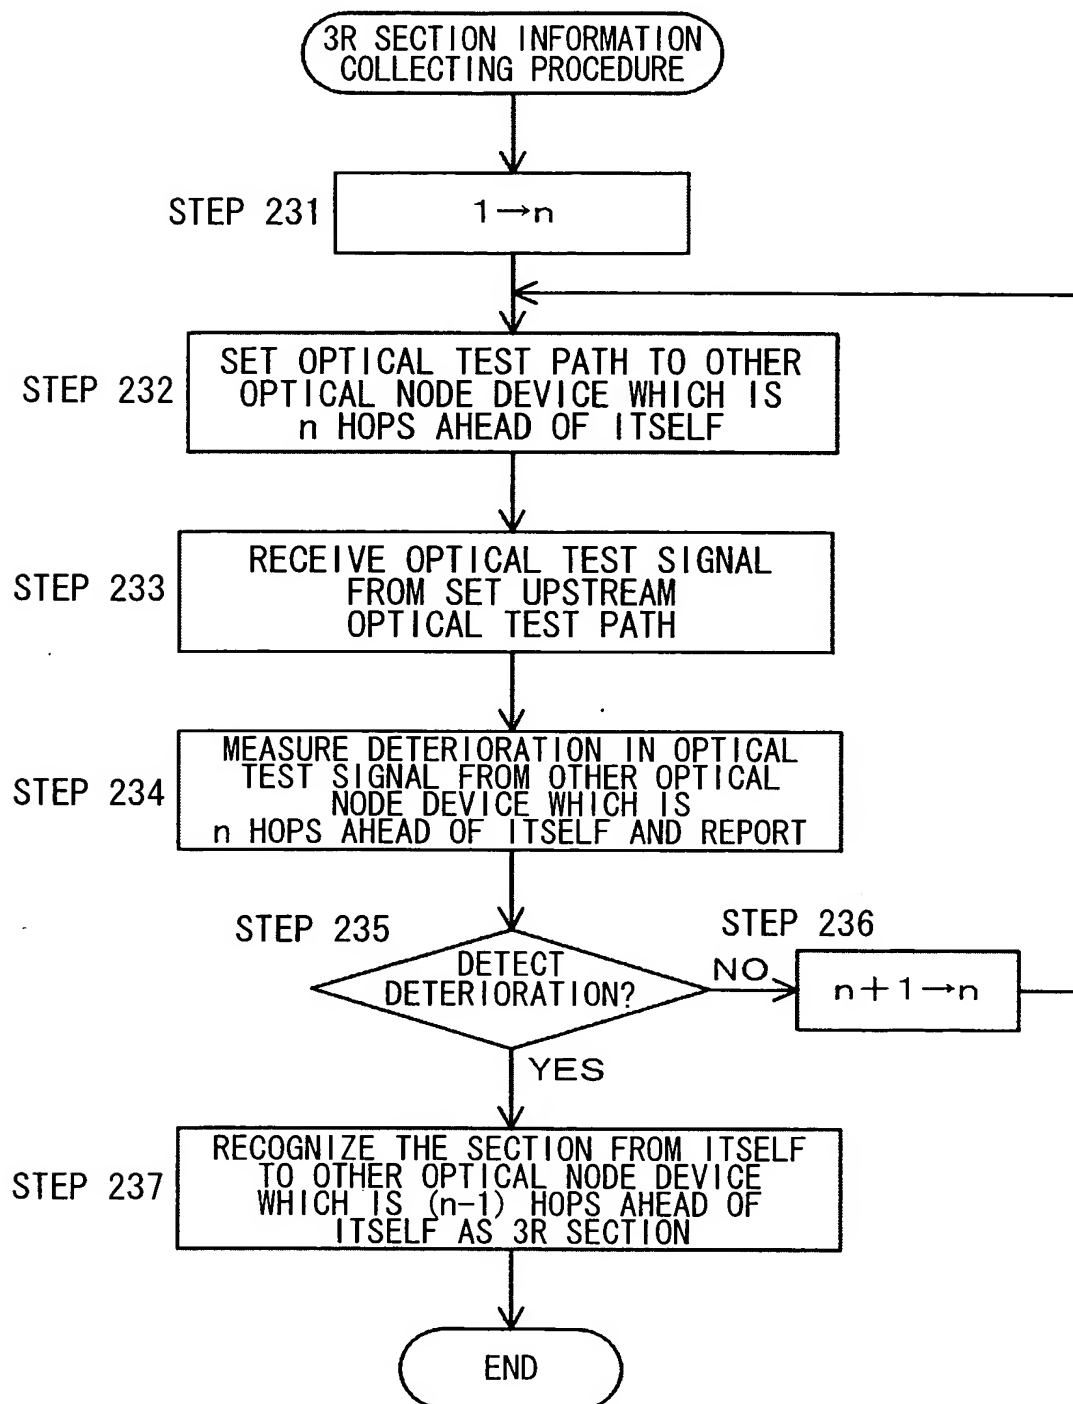 3R SECTION INFORMATION
COLLECTING PROCEDURE
STEP 231
1→n
STEP 232
SET OPTICAL TEST PATH TO OTHER
OPTICAL NODE DEVICE WHICH IS
n HOPS AHEAD OF ITSELF
STEP 233
RECEIVE OPTICAL TEST SIGNAL
FROM SET UPSTREAM
OPTICAL TEST PATH
STEP 234
MEASURE DETERIORATION IN OPTICAL
TEST SIGNAL FROM OTHER OPTICAL
NODE DEVICE WHICH IS
n HOPS AHEAD OF ITSELF AND REPORT
STEP 235
DETECT
DETERIORATION?
NO
STEP 236
n+1→n
YES
STEP 237
RECOGNIZE THE SECTION FROM ITSELF
TO OTHER OPTICAL NODE DEVICE
WHICH IS (n-1) HOPS AHEAD OF
ITSELF AS 3R SECTION
END